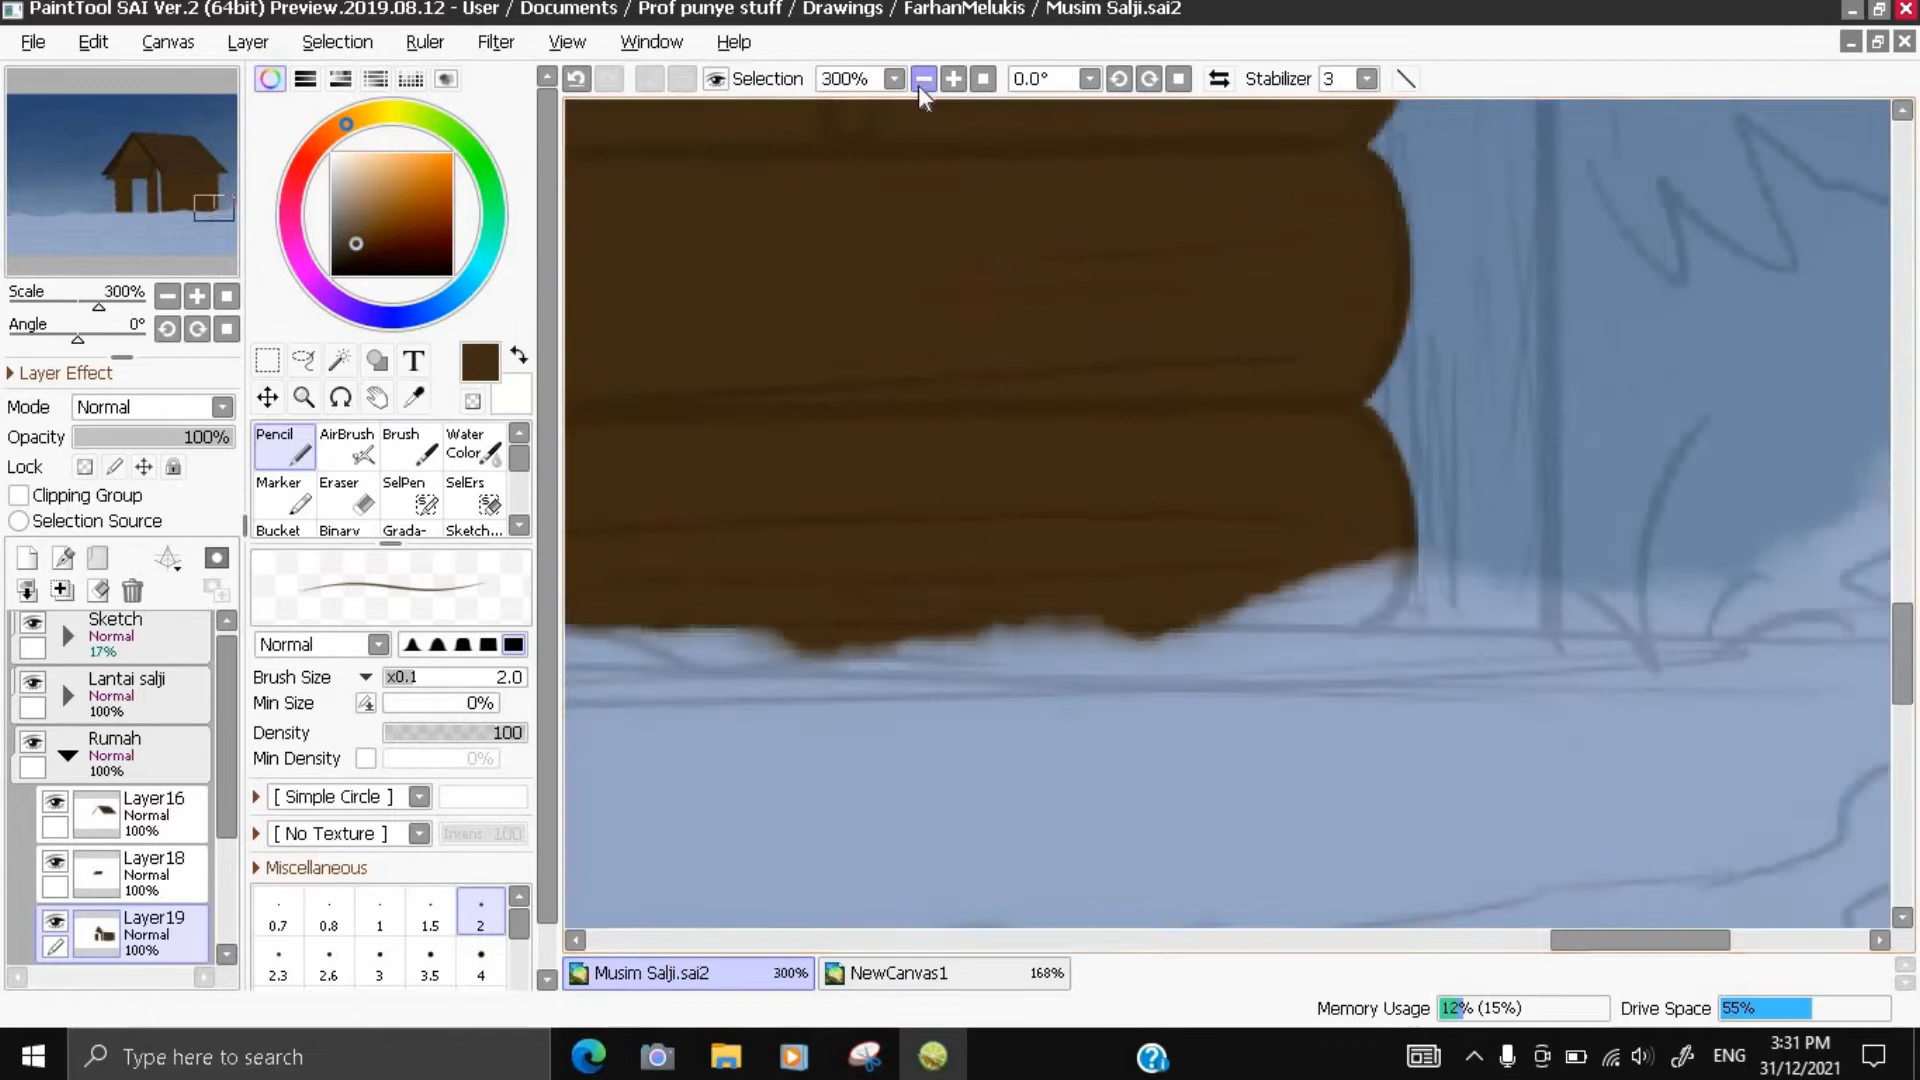 PaintTool SAI Ver.2 (64bit) Preview.2019.08.12 - User / Documents / Prof punye stuff / Drawings / FarhanMelukis / Musim Salji.sai2
File Edit Canvas Layer Selection Ruler Filter View Window Help
Selection 300% 0.0° Stabilizer 3
Scale 300%
Angle 0°
Layer Effect
Mode Normal
Opacity 100%
Lock
Clipping Group
Selection Source
T
Pencil AirBrush Brush Water Color
Marker Eraser SelPen SelErs
Bucket Binary Grada- Sketch...
Sketch
Normal
17%
Lantai salji
100%
Rumah
Normal
100%
Layer16
Normal
100%
Layer18
Normal
100%
Layer19
Normal
100%
Normal
Brush Size x0.1 2.0
Min Size 0%
Density 100
Min Density 0%
[ Simple Circle ]
[ No Texture ] Intens. 100
Miscellaneous
0.7 0.8 1 1.5 2
2.3 2.6 3 3.5 4
Musim Salji.sai2 300% NewCanvas1 168%
Memory Usage 12% (15%) Drive Space 55%
Type here to search
ENG
3:31 PM
31/12/2021